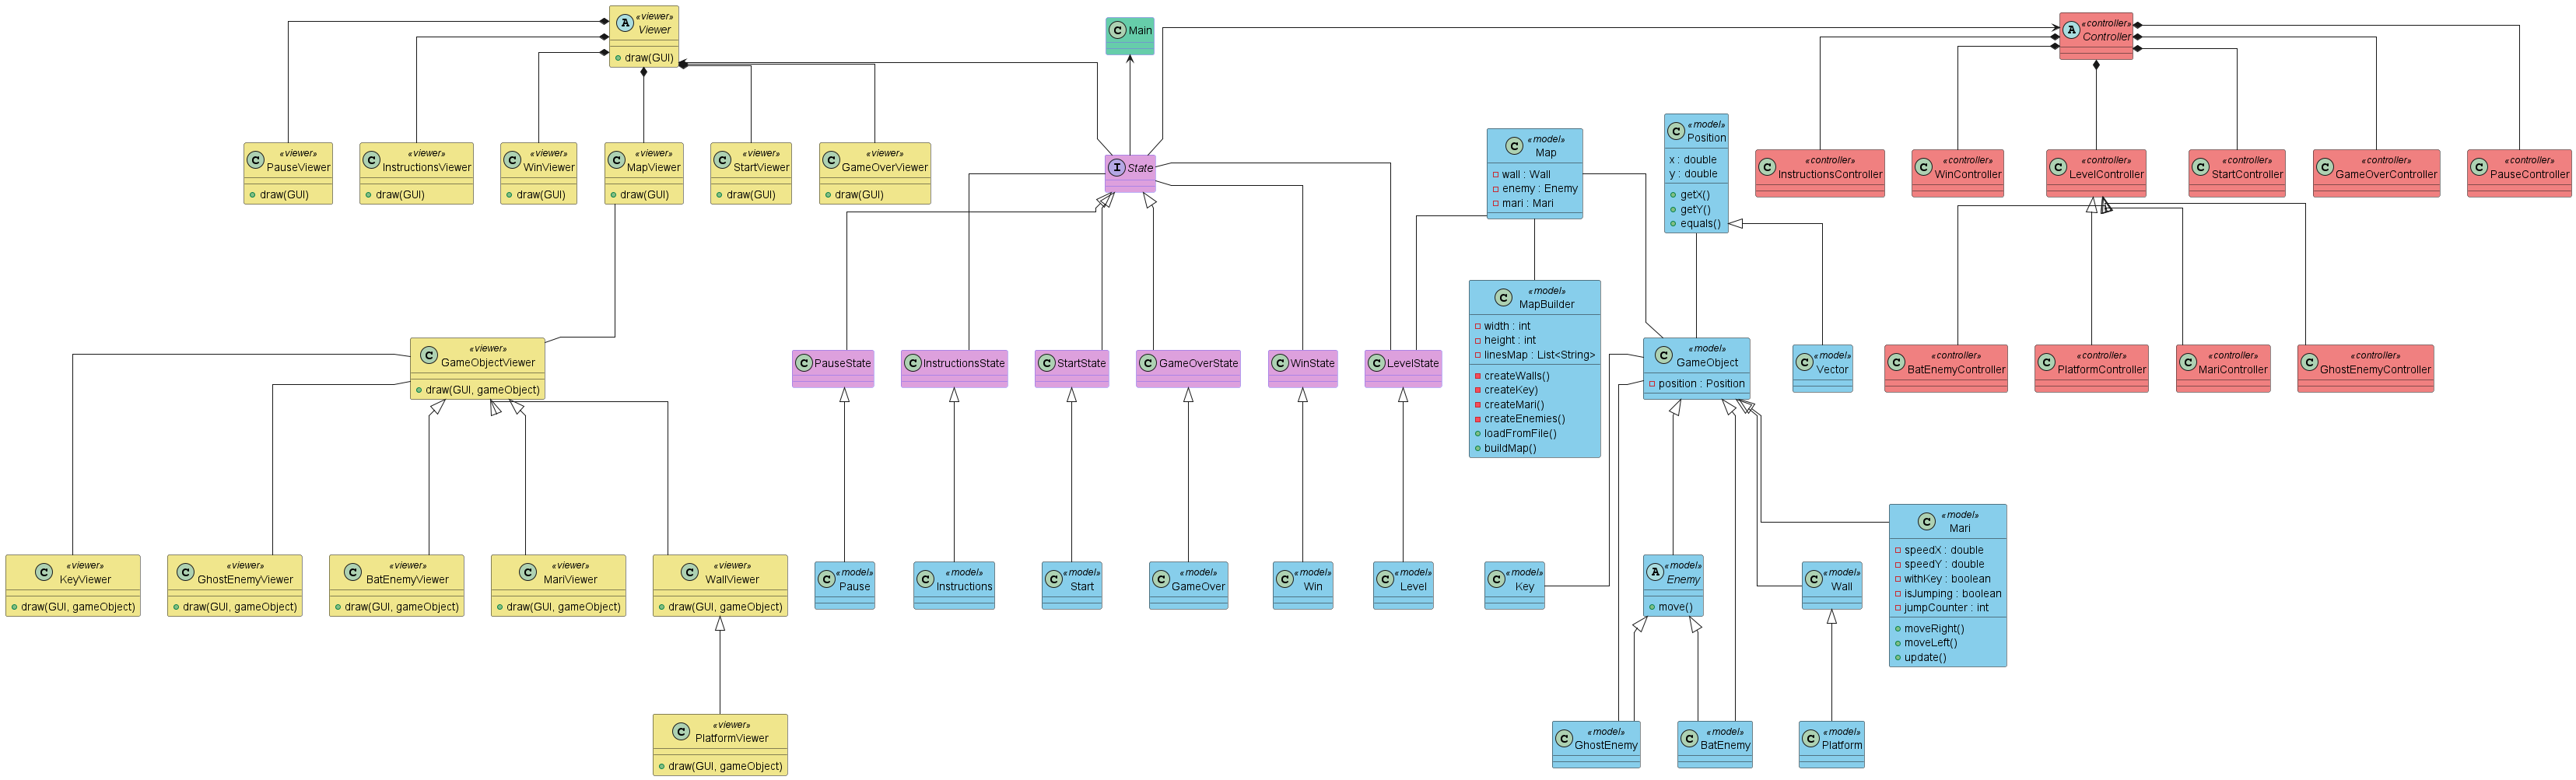 «viewer»
A Viewer
draw(GUI)
C Main
«controller»
A Controller
«viewer»
C PauseViewer
draw(GUI)
«viewer»
C InstructionsViewer
draw(GUI)
«viewer»
C WinViewer
draw(GUI)
«viewer»
C MapViewer
draw(GUI)
«viewer»
C StartViewer
draw(GUI)
«viewer»
C GameOverViewer
draw(GUI)
I State
«model»
C Map
wall : Wall
enemy : Enemy
mari : Mari
«model»
C Position
x : double
y : double
getX()
getY()
equals()
«controller»
C InstructionsController
«controller»
C WinController
«controller»
C LevelController
«controller»
C StartController
«controller»
C GameOverController
«controller»
C PauseController
«viewer»
C GameObjectViewer
draw(GUI, gameObject)
C PauseState
C InstructionsState
C StartState
C GameOverState
C WinState
C LevelState
«model»
C MapBuilder
width : int
height : int
linesMap : List<String>
createWalls()
createKey)
createMari()
createEnemies()
loadFromFile()
buildMap()
«model»
C GameObject
position : Position
«model»
C Vector
«controller»
C BatEnemyController
«controller»
C PlatformController
«controller»
C MariController
«controller»
C GhostEnemyController
«viewer»
C KeyViewer
draw(GUI, gameObject)
«viewer»
C GhostEnemyViewer
draw(GUI, gameObject)
«viewer»
C BatEnemyViewer
draw(GUI, gameObject)
«viewer»
C MariViewer
draw(GUI, gameObject)
«viewer»
C WallViewer
draw(GUI, gameObject)
«model»
C Pause
«model»
C Instructions
«model»
C Start
«model»
C GameOver
«model»
C Win
«model»
C Level
«model»
C Key
«model»
A Enemy
move()
«model»
C Wall
«model»
C Mari
speedX : double
speedY : double
withKey : boolean
isJumping : boolean
jumpCounter : int
moveRight()
moveLeft()
update()
«viewer»
C PlatformViewer
draw(GUI, gameObject)
«model»
C GhostEnemy
«model»
C BatEnemy
«model»
C Platform